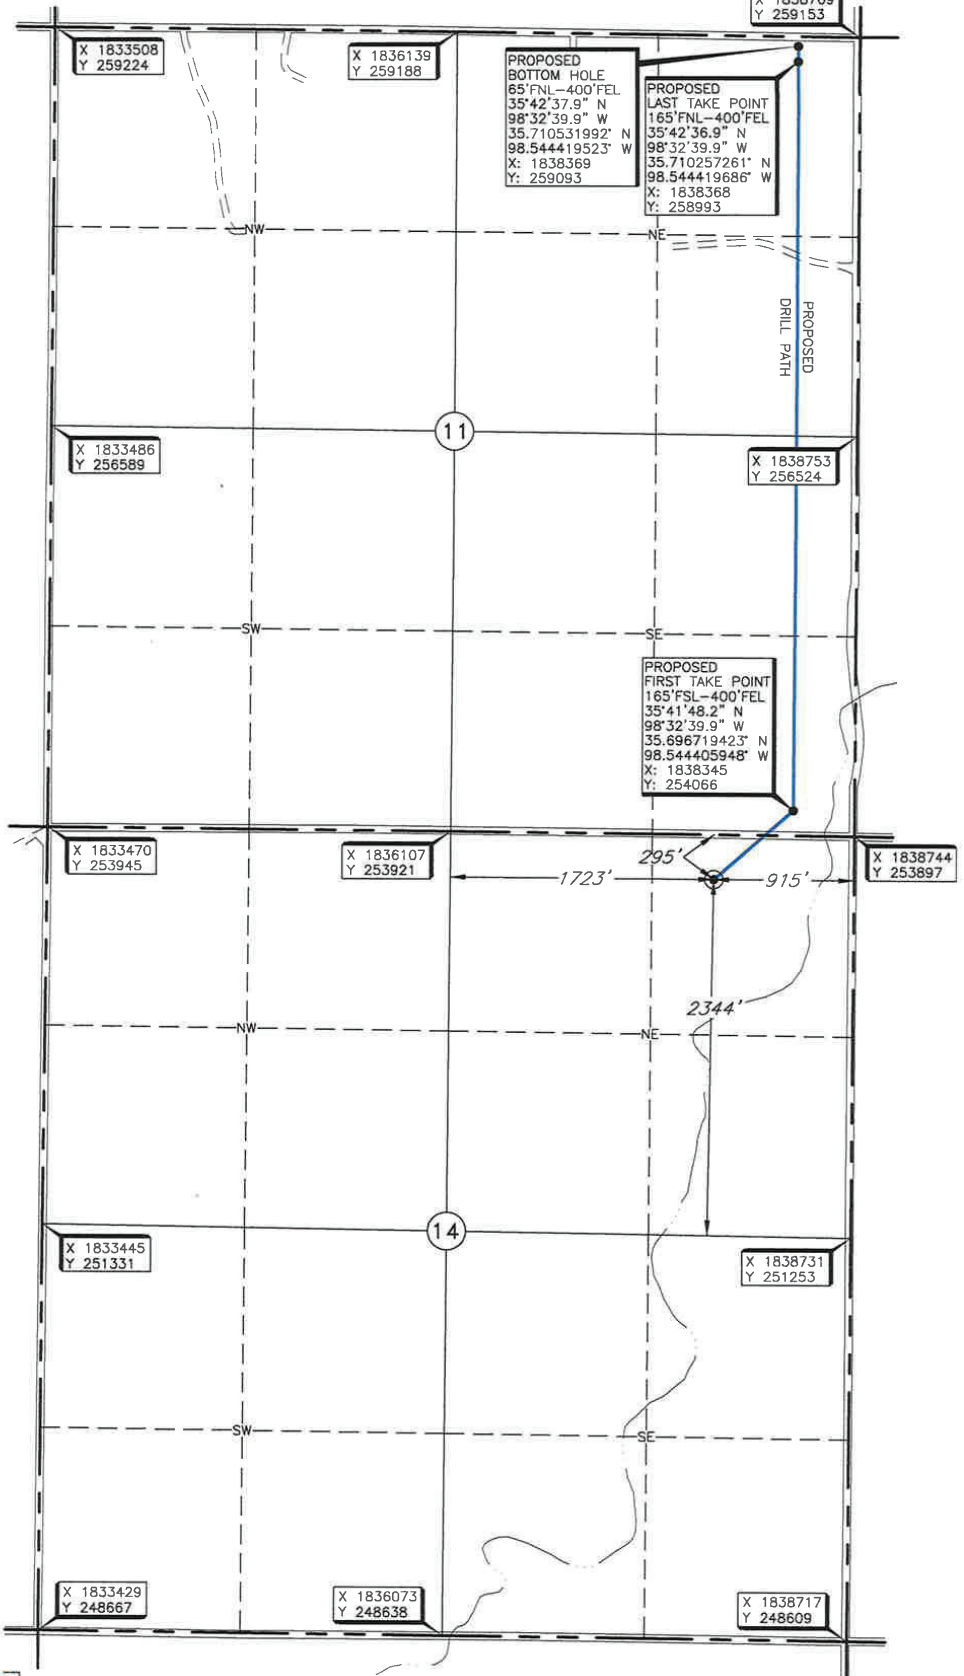 Y 259153
X 1833508
Y 259224
X 1836139
Y 259188
PROPOSED
BOTTOM HOLE
65'FNL-400'FEL
35°42'37.9" N
98°32'39.9" W
35.710531992° N
98.544419523° W
X: 1838369
Y: 259093
PROPOSED
LAST TAKE POINT
165'FNL-400'FEL
35°42'36.9" N
98°32'39.9" W
35.710257261° N
98.544419686° W
X: 1838368
Y: 258993
NW
NE
PROPOSED
DRILL PATH
11
X 1833486
Y 256589
X 1838753
Y 256524
SW
SE
PROPOSED
FIRST TAKE POINT
165'FSL-400'FEL
35°41'48.2" N
98°32'39.9" W
35.696719423° N
98.544405948° W
X: 1838345
Y: 254066
X 1833470
Y 253945
X 1836107
Y 253921
295'
X 1838744
Y 253897
1723'
915'
2344'
NW
NE
14
X 1833445
Y 251331
X 1838731
Y 251253
SW
SE
X 1833429
Y 248667
X 1836073
Y 248638
X 1838717
Y 248609